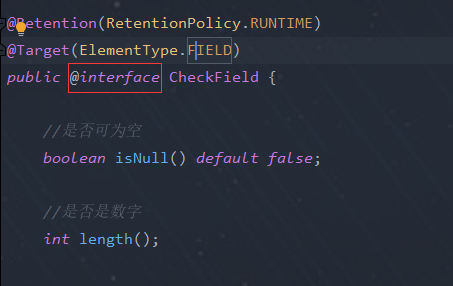 @Retention(RetentionPolicy.RUNTIME)
@Target(ElementType.FIELD)
public @interface CheckField {
//是否可为空
boolean isNull() default false;
//是否是数字
int length();